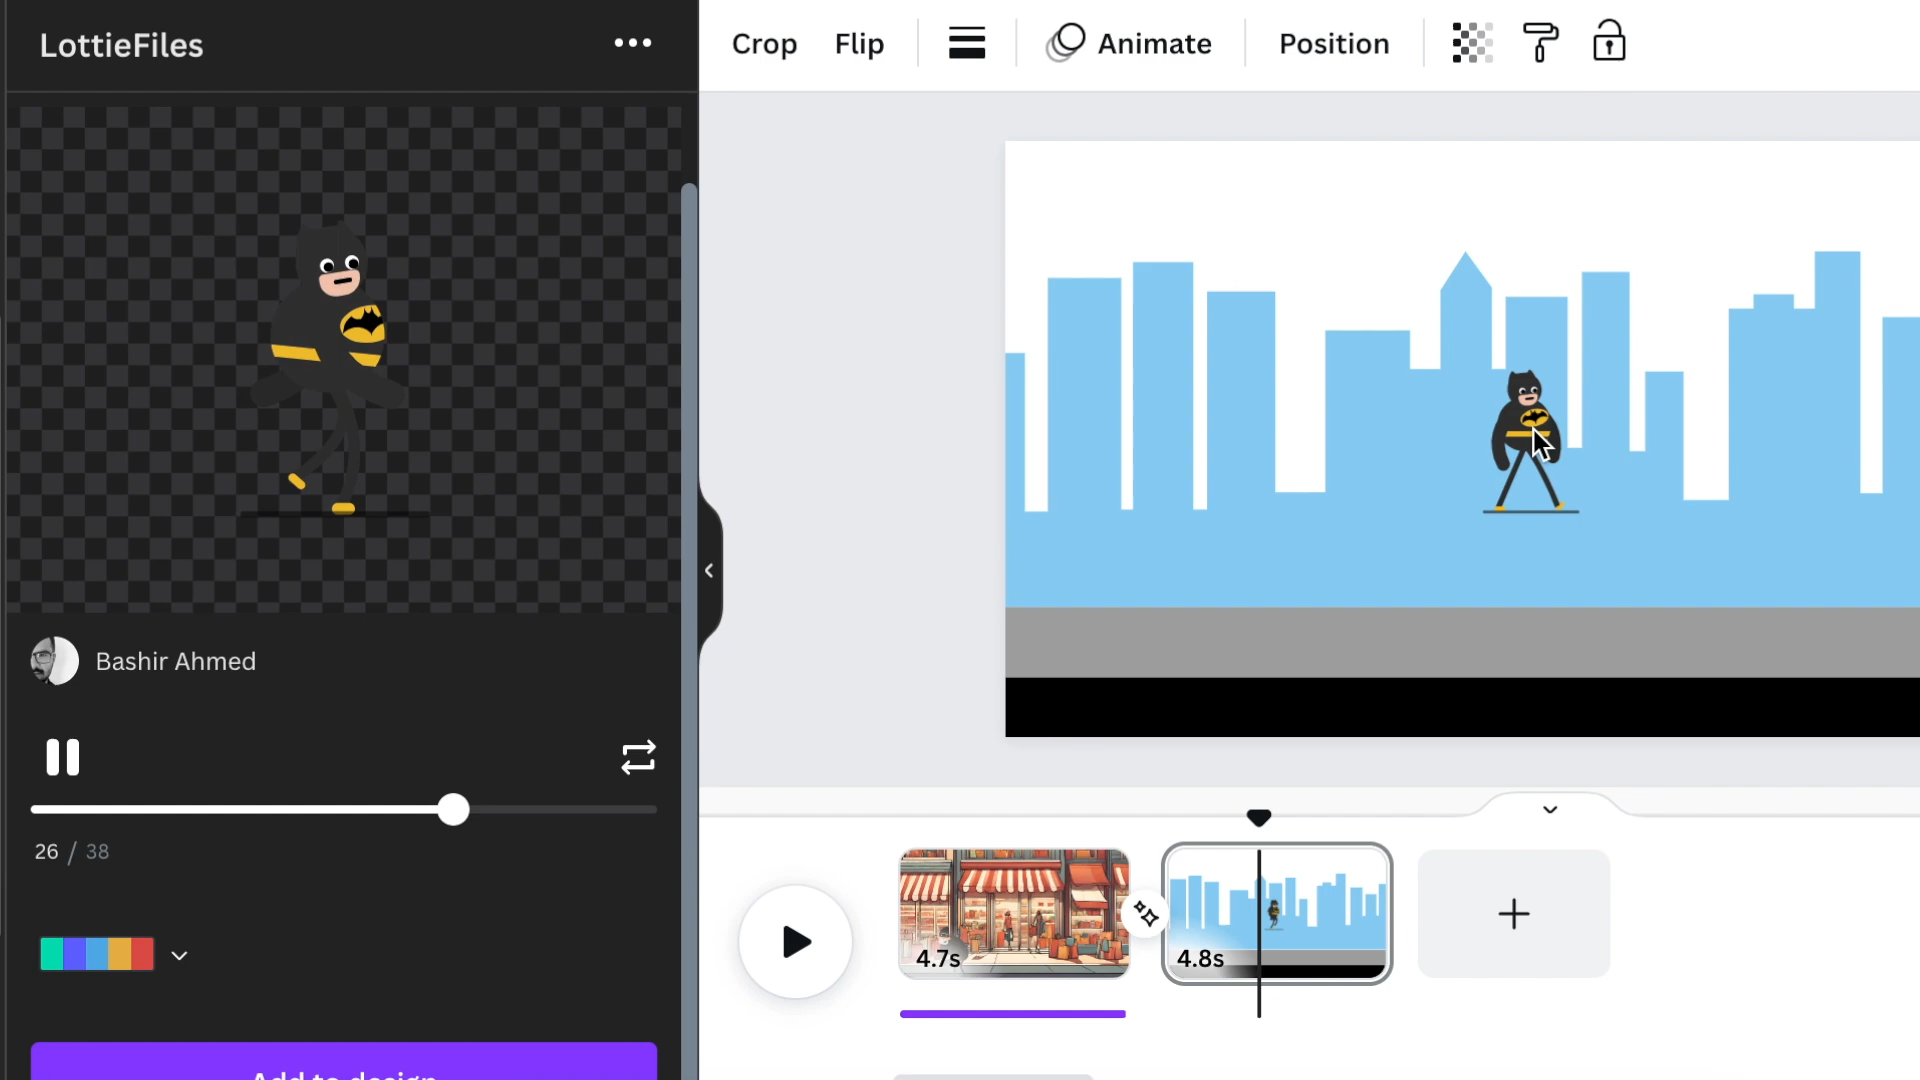 LottieFiles
Crop Flip Animate Position
Bashir Ahmed
26 / 38
4.7s
4.8s
Add to design